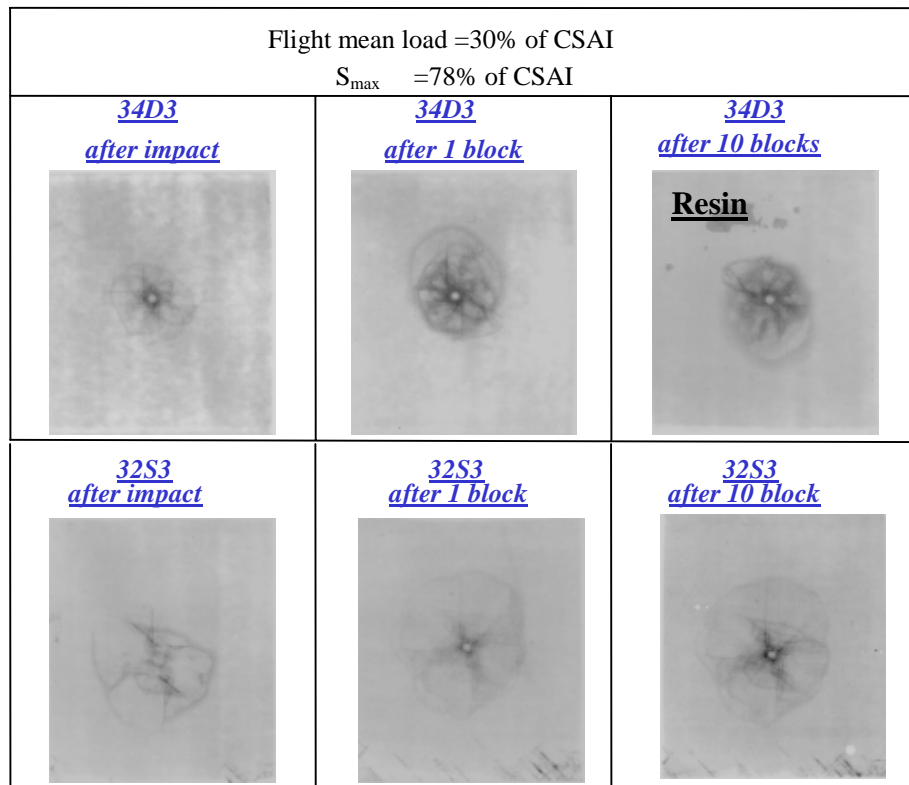 Flight mean load =30% of CSAI
Smax =78% of CSAI
34D3
after impact
34D3
after 1 block
34D3
after 10 blocks
Resin
32S3
after impact
32S3
after 1 block
32S3
after 10 block